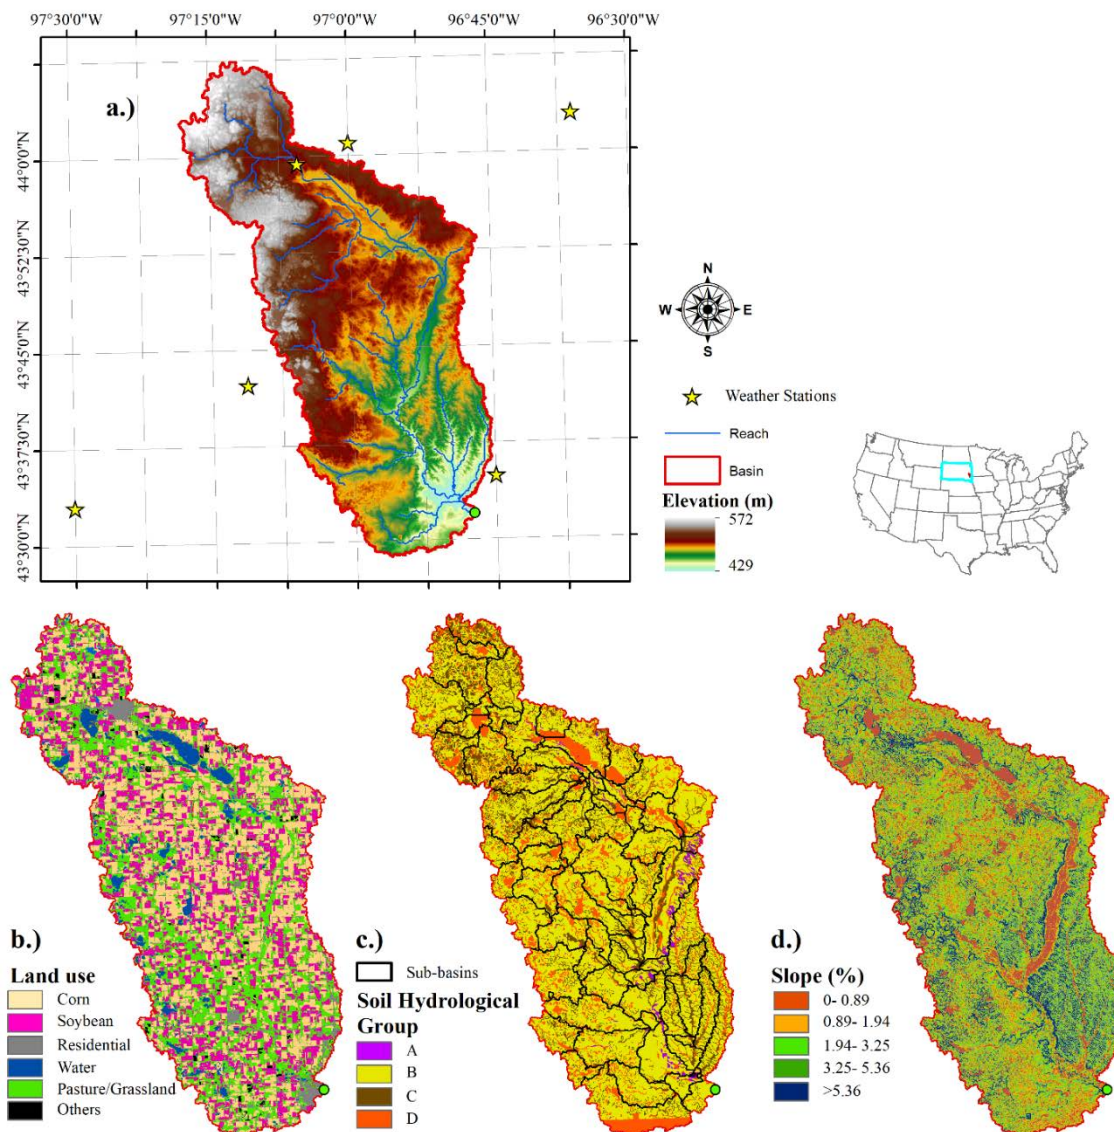 97°30'0"W 97°15'0"W 97°0'0"W 96°45'0"W 96°30'0"W
a.)
44°0'0"N
43°52'30"N
43°45'0"N
43°37'30"N
43°30'0"N
N
W E
S
Weather Stations
Reach
Basin
Elevation (m)
572
429
b.)
Land use
Corn
Soybean
Residential
Water
Pasture/Grassland
Others
c.)
Sub-basins
Soil Hydrological
Group
A
B
C
D
d.)
Slope (%)
0- 0.89
0.89- 1.94
1.94- 3.25
3.25- 5.36
>5.36